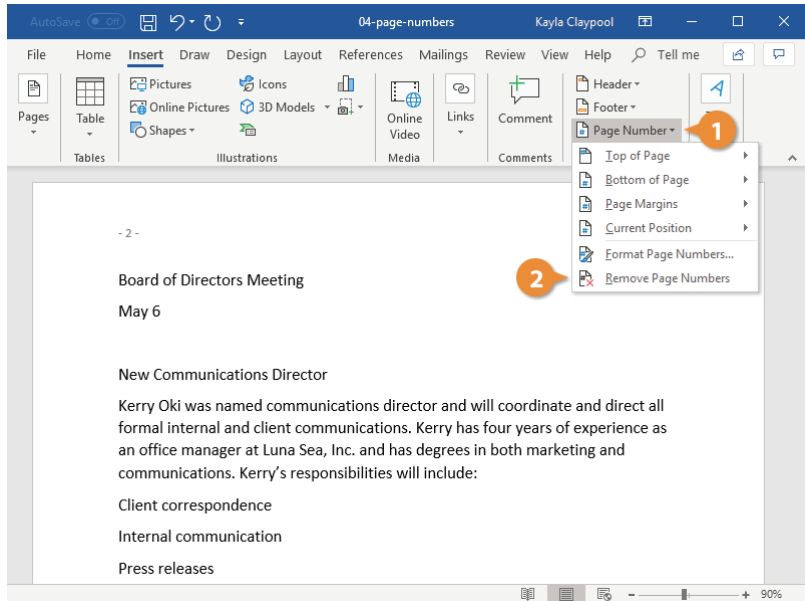 AutoSave Off 04-page-numbers Kayla Claypool
File Home Insert Draw Design Layout References Mailings Review View Help Tell me
Pages
Table
Tables
Pictures
Online Pictures
Shapes
Icons
3D Models
Illustrations
Online
Video
Media
Links
Comment
Comments
Header
Footer
Page Number
1
Top of Page
Bottom of Page
Page Margins
Current Position
Format Page Numbers...
2
Remove Page Numbers
- 2 -
Board of Directors Meeting
May 6
New Communications Director
Kerry Oki was named communications director and will coordinate and direct all
formal internal and client communications. Kerry has four years of experience as
an office manager at Luna Sea, Inc. and has degrees in both marketing and
communications. Kerry's responsibilities will include:
Client correspondence
Internal communication
Press releases
90%